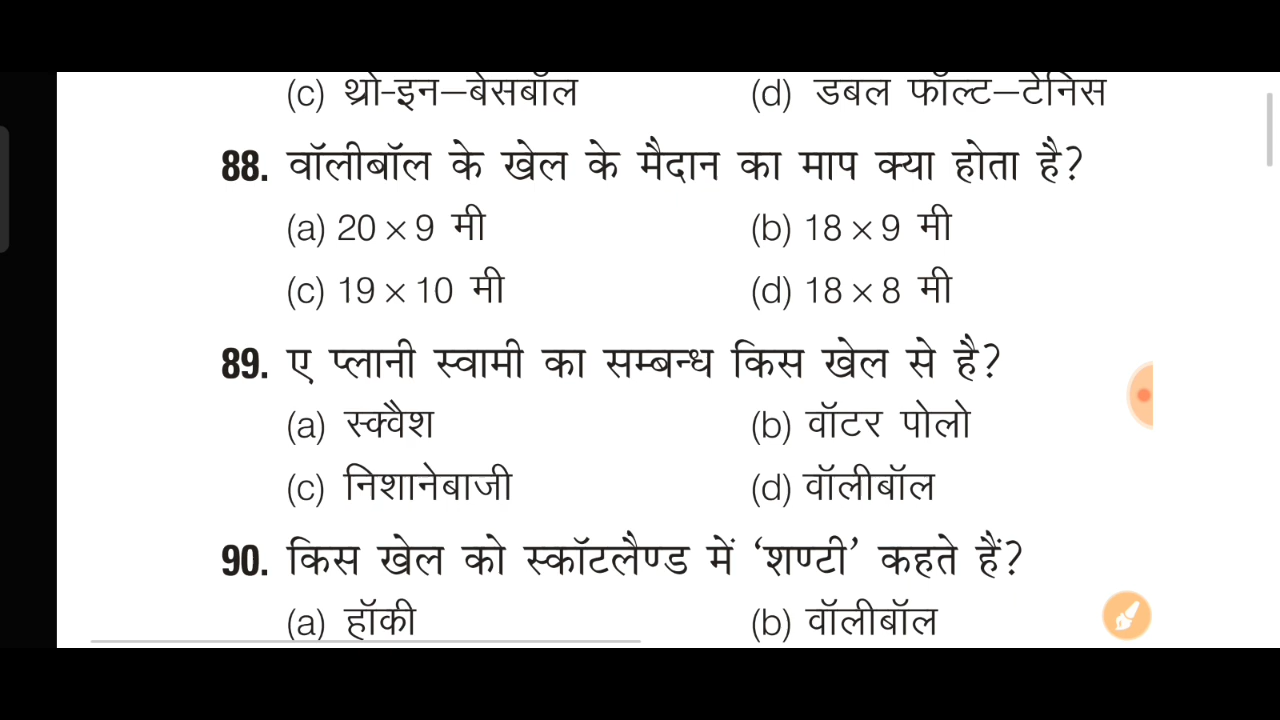 (c) थ्रो-इन–बेसबॉल (d) डबल फॉल्ट–टेनिस
88. वॉलीबॉल के खेल के मैदान का माप क्या होता है?
(a) 20 × 9 मी (b) 18 × 9 मी
(c) 19 × 10 मी (d) 18 × 8 मी
89. ए प्लानी स्वामी का सम्बन्ध किस खेल से है?
(a) स्क्वैश (b) वॉटर पोलो
(c) निशानेबाजी (d) वॉलीबॉल
90. किस खेल को स्कॉटलैण्ड में ‘शण्टी’ कहते हैं?
(a) हॉकी (b) वॉलीबॉल